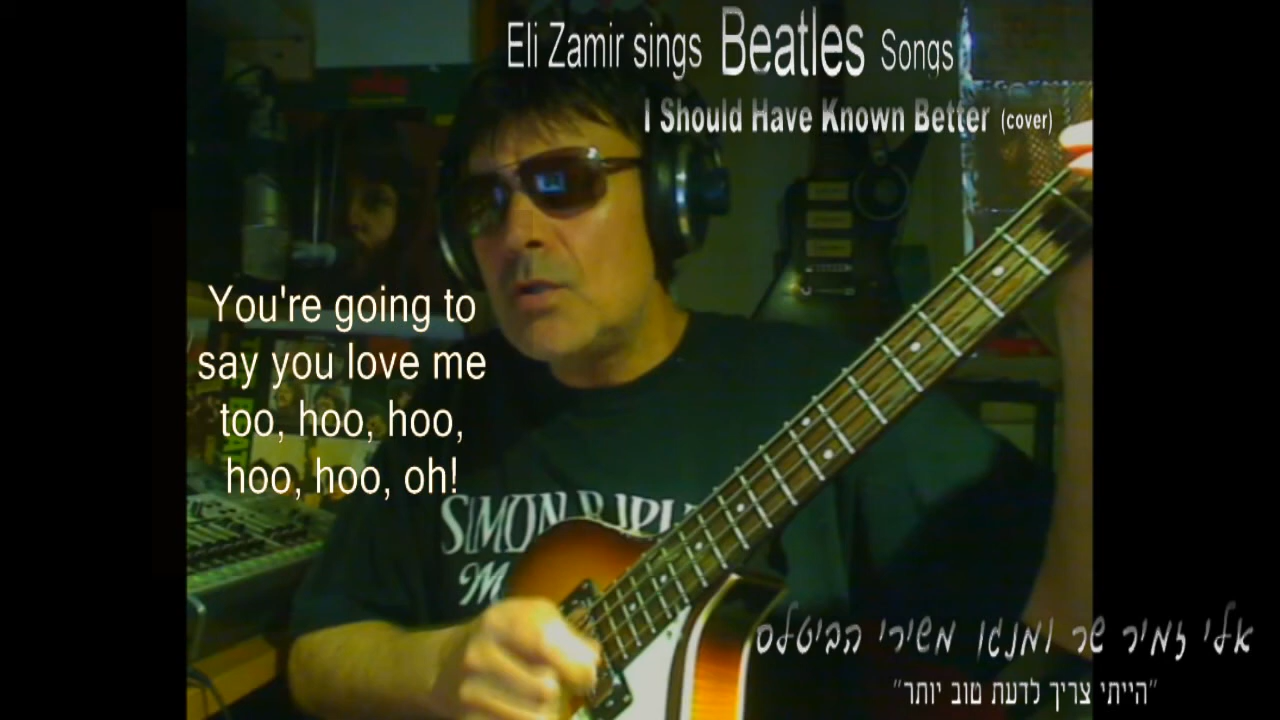 Eli Zamir sings Beatles Songs
I Should Have Known Better (cover)
You're going to
say you love me
too, hoo, hoo,
hoo, hoo, oh!
SIMON
אלי זמיר שר ומנגן משירי הביטלס
"הייתי צריך לדעת טוב יותר"